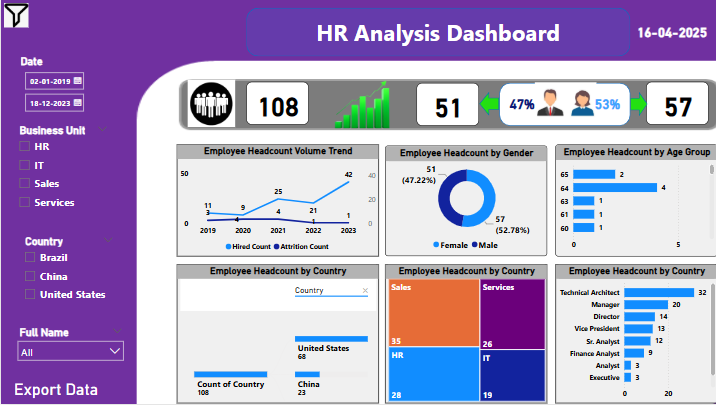 HR Analysis Dashboard
16-04-2025
Date
02-01-2019
18-12-2023
Business Unit
HR
IT
Sales
Services
Country
Brazil
China
United States
Full Name
All
Export Data
108
51
47%
53%
57
Employee Headcount Volume Trend
50
0
40
20
0
11
9
25
21
42
3
4
4
1
1
2019 2020 2021 2022 2023
Hired Count Attrition Count
Employee Headcount by Gender
51
(47.22%)
57
(52.78%)
Female Male
Employee Headcount by Age Group
65 2
64 4
63 1
61 1
60 1
0 5
Employee Headcount by Country
Country
United States
68
Count of Country
108
China
23
Employee Headcount by Country
Sales
35
Services
26
HR
28
IT
19
Employee Headcount by Country
Technical Architect 32
Manager 20
Director 14
Vice President 13
Sr. Analyst 12
Finance Analyst 9
Analyst 3
Executive 3
0 20